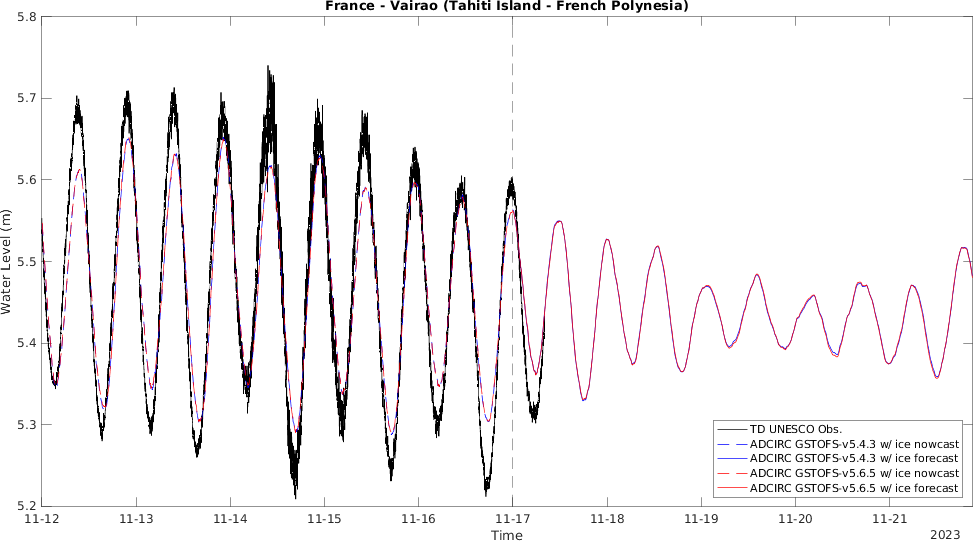 France - Vairao (Tahiti Island - French Polynesia)
5.8
5.7
5.6
5.5
5.4
5.3
5.2
Water Level (m)
TD UNESCO Obs.
ADCIRC GSTOFS-v5.4.3 w/ ice nowcast
ADCIRC GSTOFS-v5.4.3 w/ ice forecast
ADCIRC GSTOFS-v5.6.5 w/ ice nowcast
ADCIRC GSTOFS-v5.6.5 w/ ice forecast
11-12 11-13 11-14 11-15 11-16 11-17 11-18 11-19 11-20 11-21
Time
2023